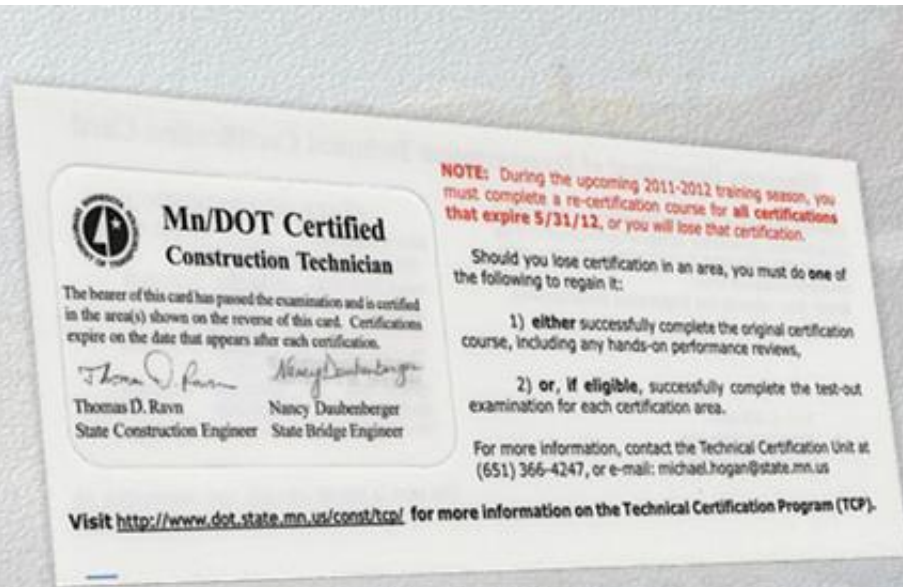 Mn/DOT Certified
Construction Technician
The bearer of this card has passed the examination and is certified
in the area(s) shown on the reverse of this card. Certifications
expire on the date that appears after each certification.
Thomas D. Ravn
Nancy Daubenberger
Thomas D. Ravn
State Construction Engineer
Nancy Daubenberger
State Bridge Engineer
NOTE: During the upcoming 2011-2012 training season, you
must complete a re-certification course for all certifications
that expire 5/31/12, or you will lose that certification.
Should you lose certification in an area, you must do one of
the following to regain it:
1) either successfully complete the original certification
course, including any hands-on performance reviews,
2) or, if eligible, successfully complete the test-out
examination for each certification area.
For more information, contact the Technical Certification Unit at
(651) 366-4247, or e-mail: michael.hogan@state.mn.us
Visit http://www.dot.state.mn.us/const/tcp/ for more information on the Technical Certification Program (TCP).